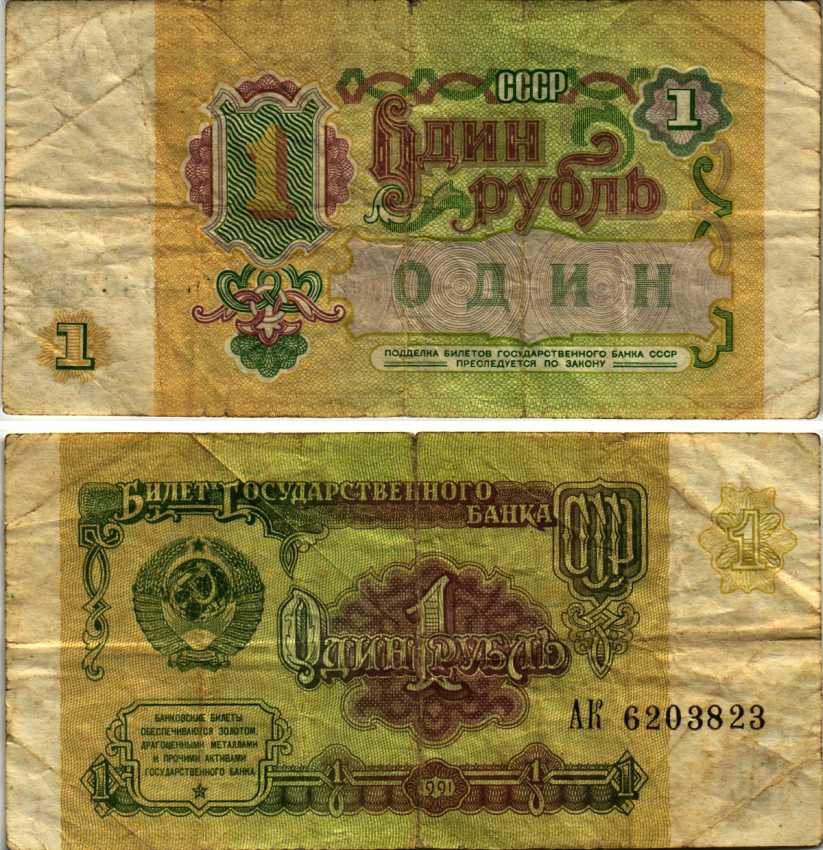 СССР
1
1
Один
рубль
ОДИН
1
ПОДДЕЛКА БИЛЕТОВ ГОСУДАРСТВЕННОГО БАНКА СССР
ПРЕСЛЕДУЕТСЯ ПО ЗАКОНУ
Билет Государственного
банка
СССР
1
1
Один рубль
АК 6203823
БАНКОВСКИЕ БИЛЕТЫ
ОБЕСПЕЧИВАЮТСЯ ЗОЛОТОМ,
ДРАГОЦЕННЫМИ МЕТАЛЛАМИ
И ПРОЧИМИ АКТИВАМИ
ГОСУДАРСТВЕННОГО БАНКА
1 1 1991 1 1